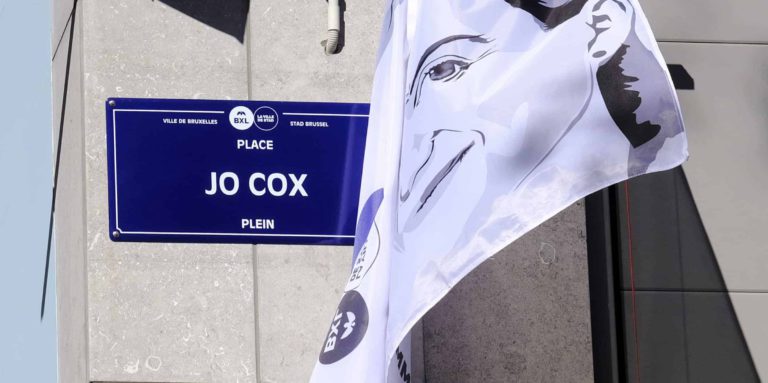 VILLE DE BRUXELLES
BXL
LA VILLE
DE STAD
STAD BRUSSEL
PLACE
JO COX
PLEIN
BXL